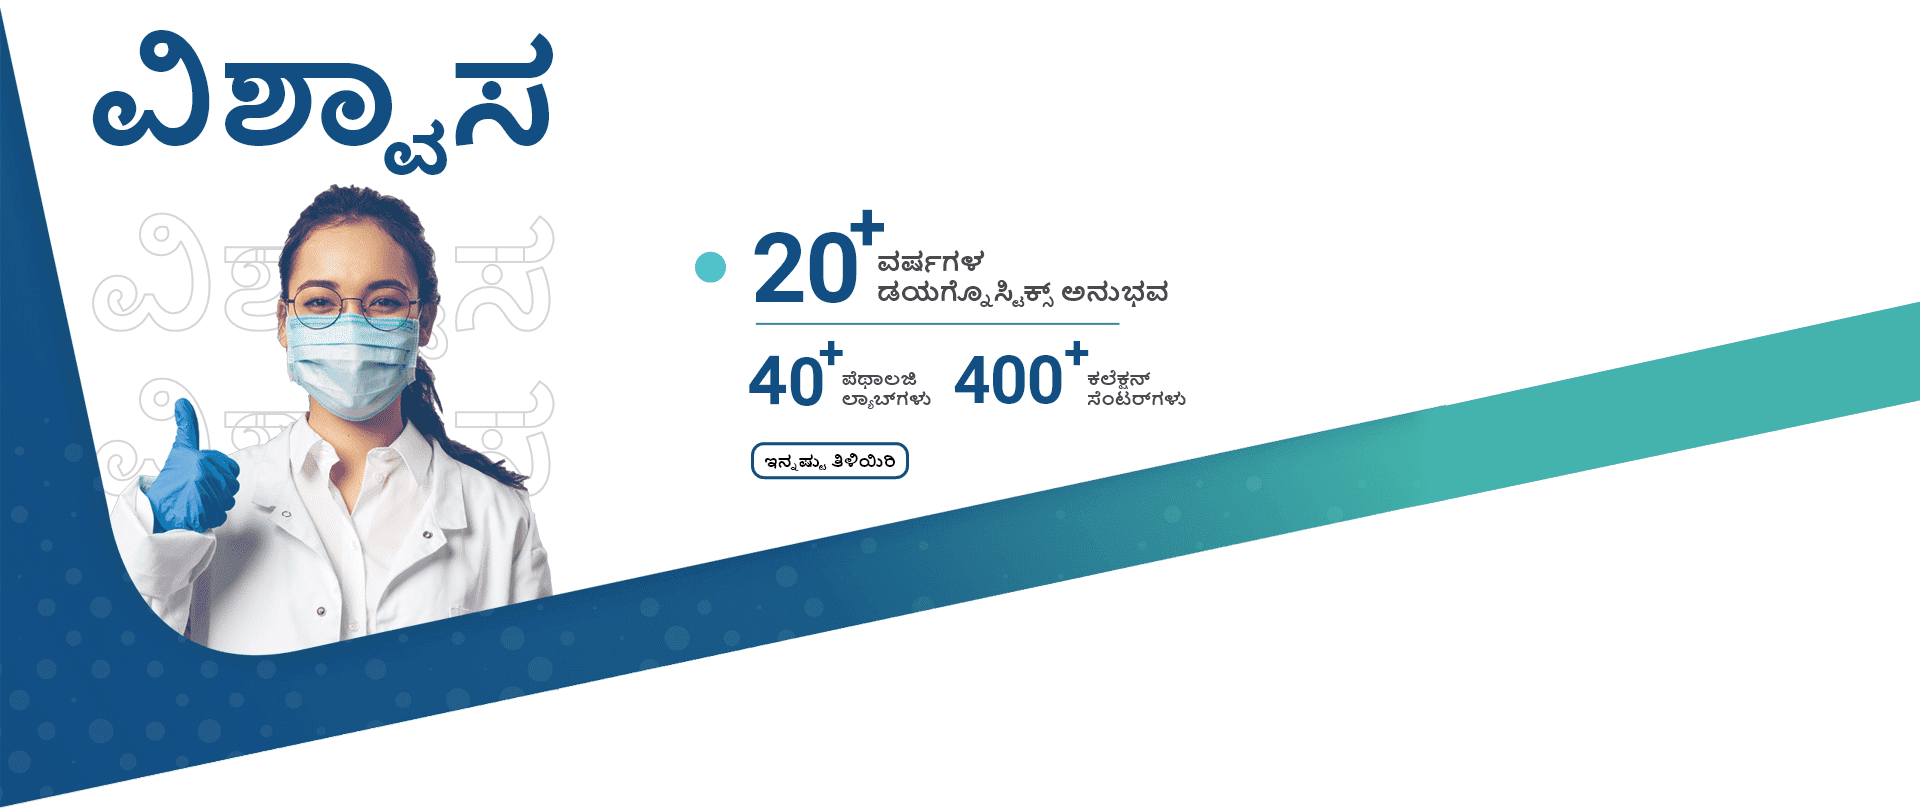 ವಿಶ್ವಾಸ
ವಿಶ್ವಾಸ
ವಿಶ್ವಾಸ
20+ ವರ್ಷಗಳ
ಡಯಗ್ನೊಸ್ಟಿಕ್ಸ್ ಅನುಭವ
40+ ಪೆಥಾಲಜಿ
ಲ್ಯಾಬ್‌ಗಳು
400+ ಕಲೆಕ್ಷನ್
ಸೆಂಟರ್‌ಗಳು
ಇನ್ನಷ್ಟು ತಿಳಿಯಿರಿ